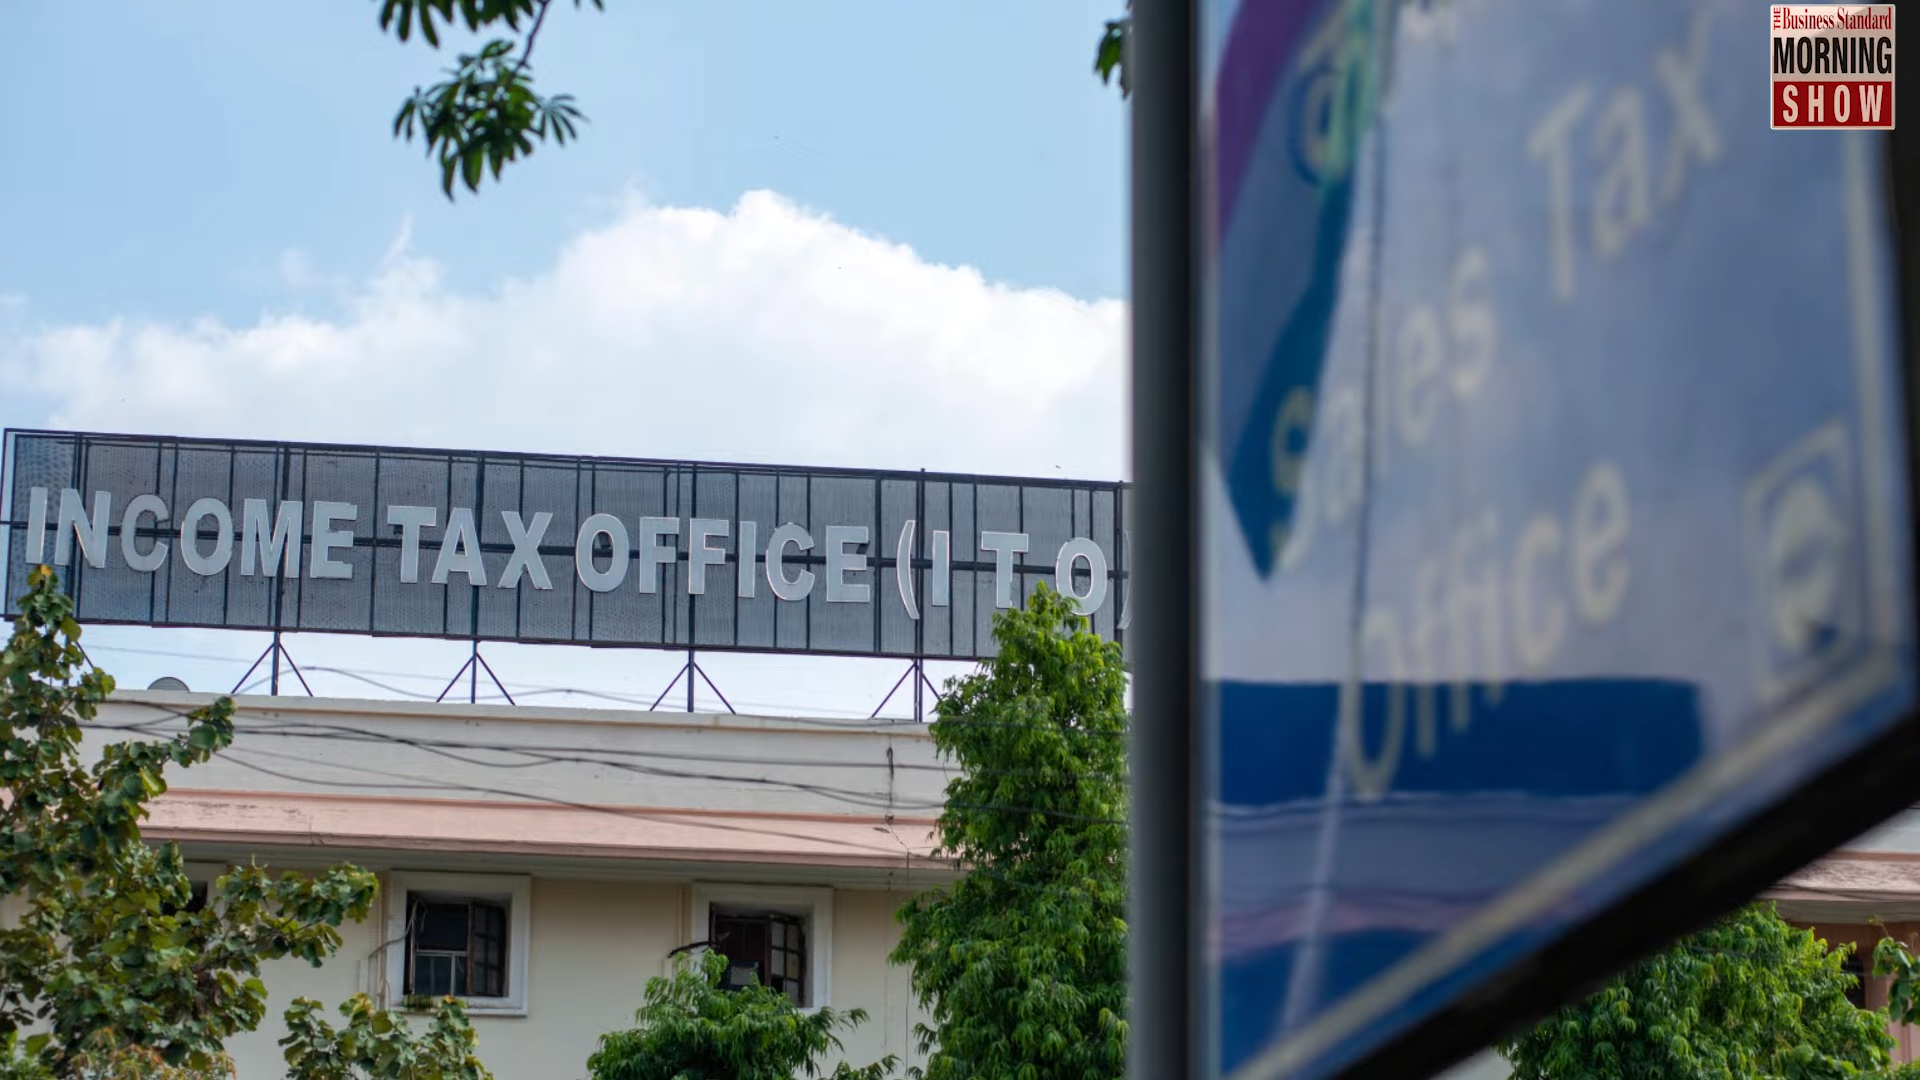 THE Business Standard
MORNING
SHOW
INCOME TAX OFFICE (I T O)
Sales Tax
Office